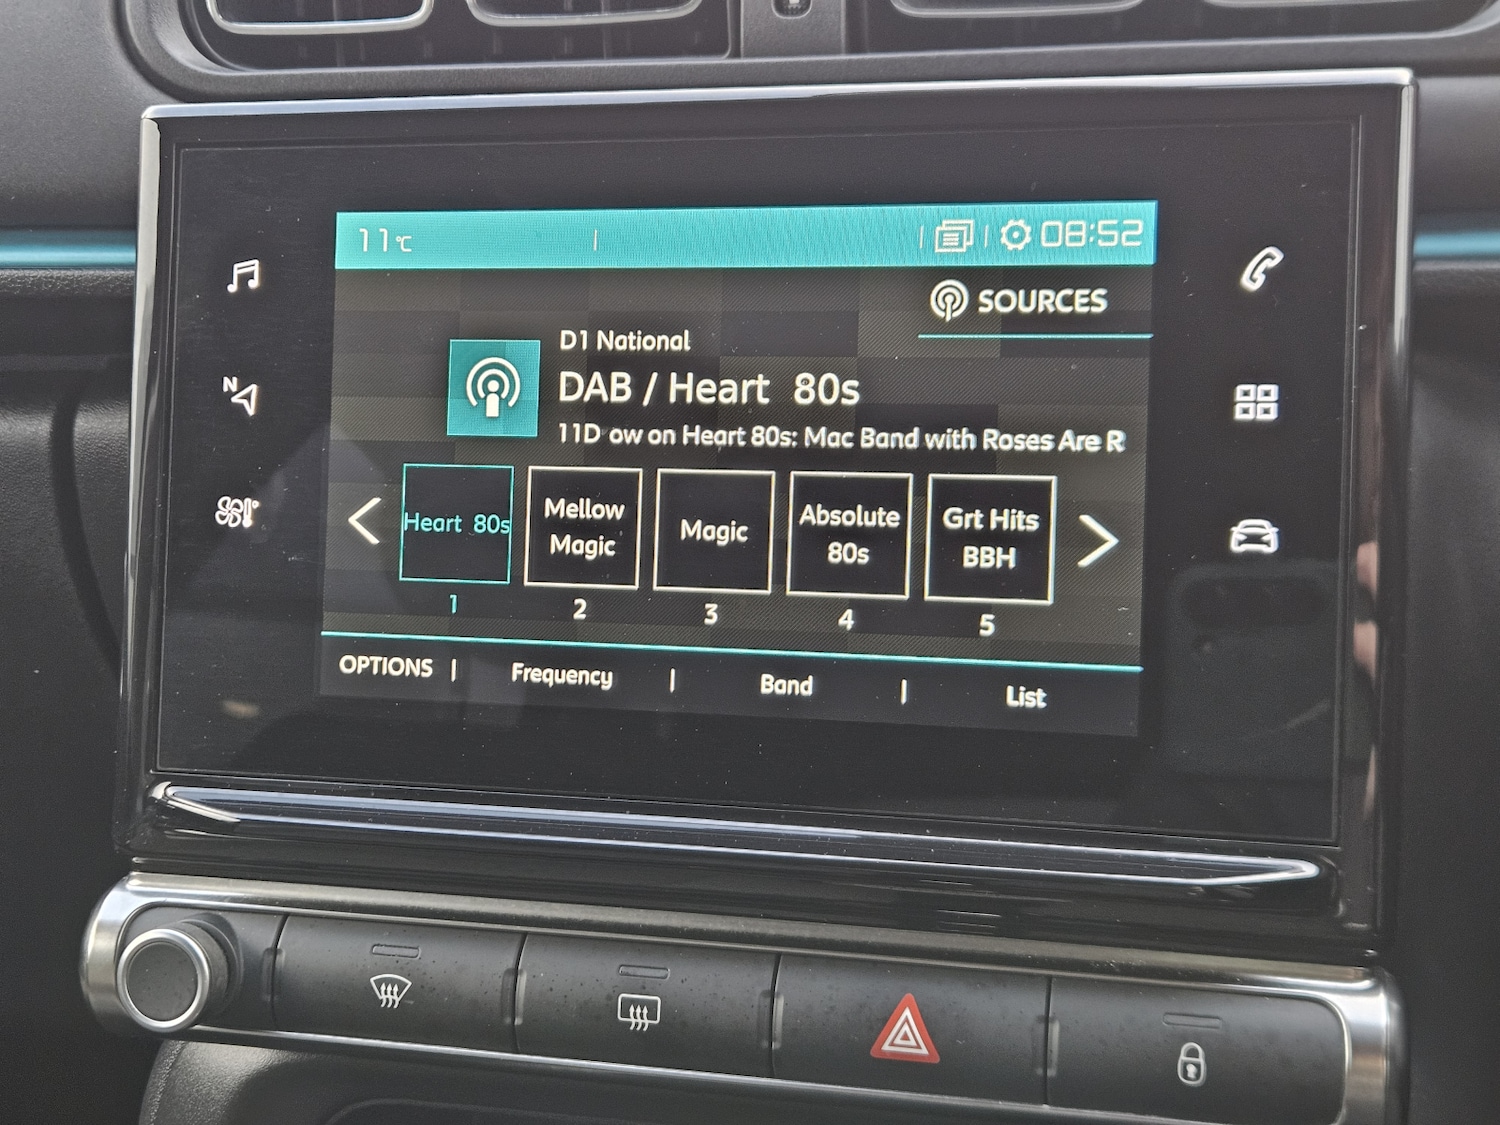 11°C
08:52
SOURCES
D1 National
DAB / Heart 80s
11D ow on Heart 80s: Mac Band with Roses Are R
Heart 80s
Mellow
Magic
Magic
Absolute
80s
Grt Hits
BBH
1
2
3
4
5
OPTIONS
Frequency
Band
List
N